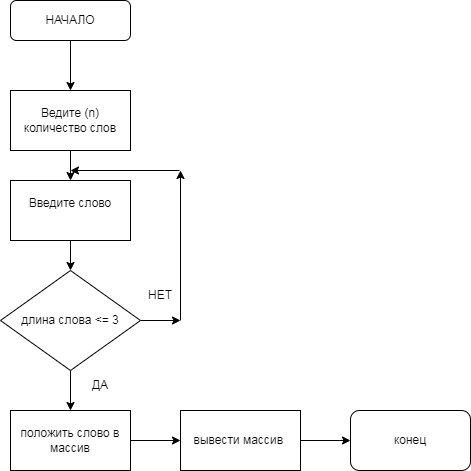 НАЧАЛО
Ведите (n)
количество слов
Введите слово
длина слова <= 3
НЕТ
ДА
положить слово в
массив
вывести массив
конец